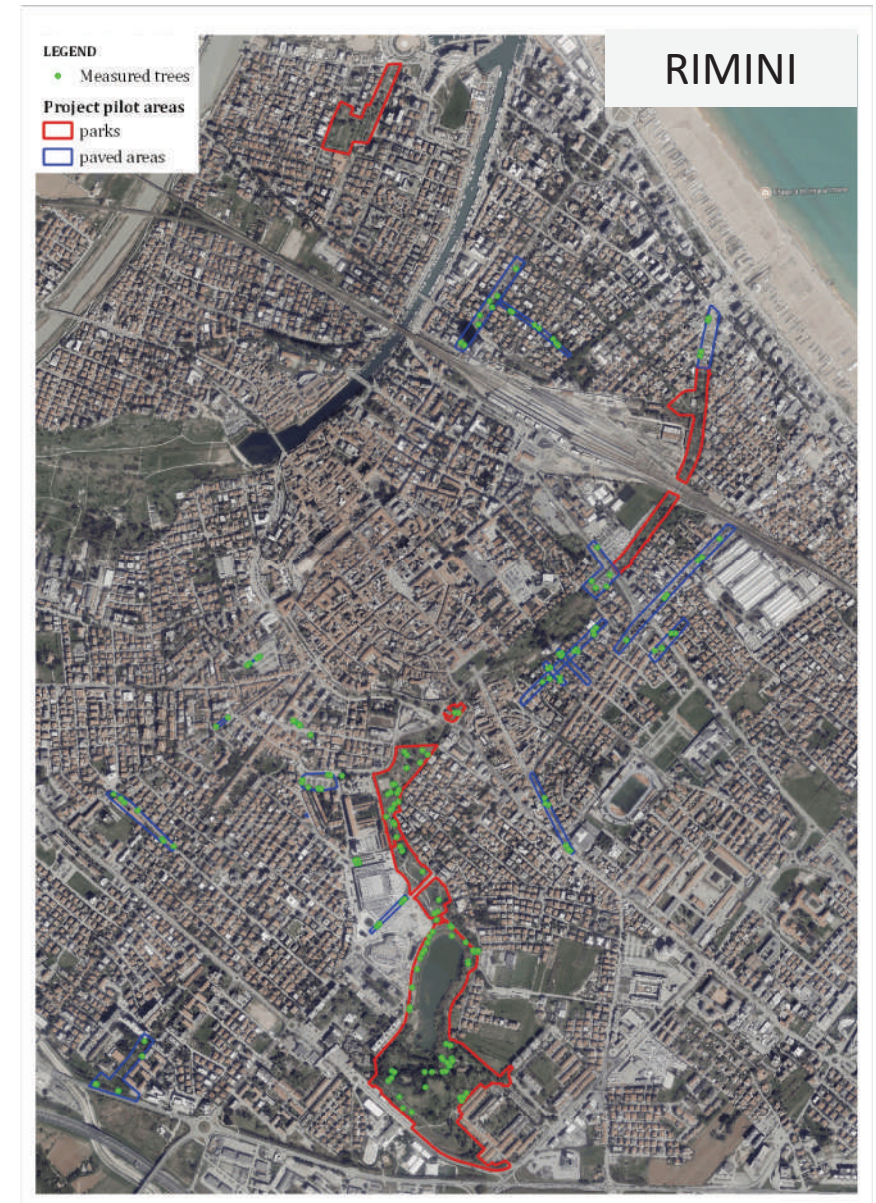 RIMINI
LEGEND
Measured trees
Project pilot areas
parks
paved areas